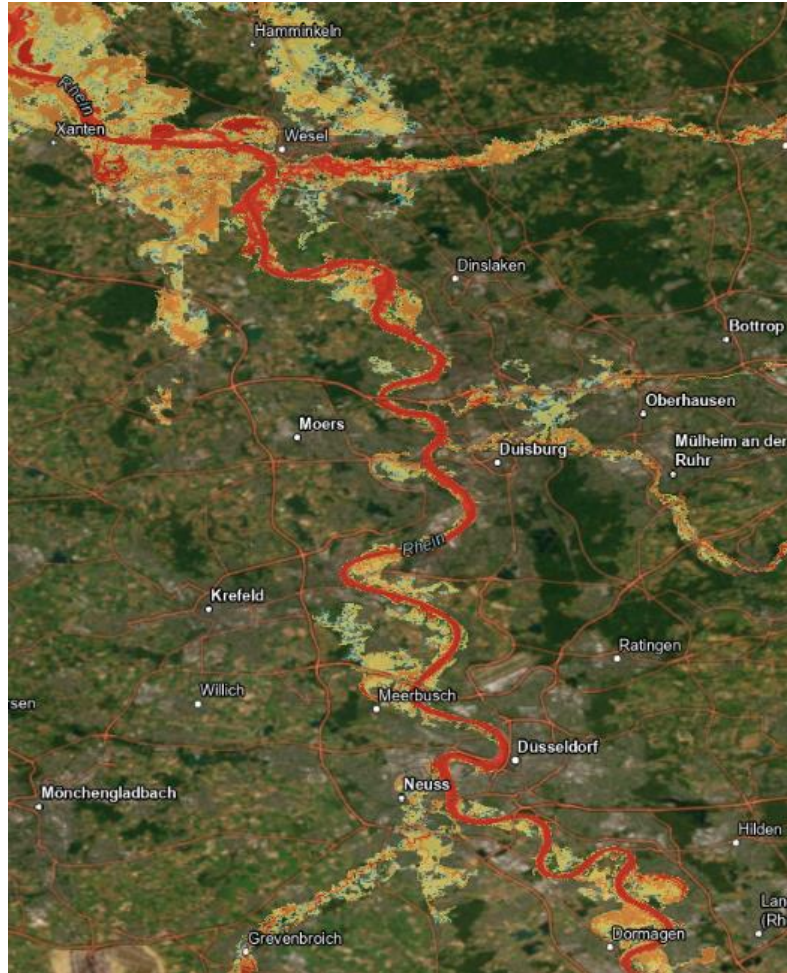 Hamminkeln
Rhein
Xanten
Wesel
Dinslaken
Bottrop
Oberhausen
Moers
Mülheim an der
Ruhr
Duisburg
Rhein
Krefeld
Ratingen
Willich
Meerbusch
rsen
Düsseldorf
Neuss
Mönchengladbach
Hilden
Lan
(Rh
Dormagen
Grevenbroich